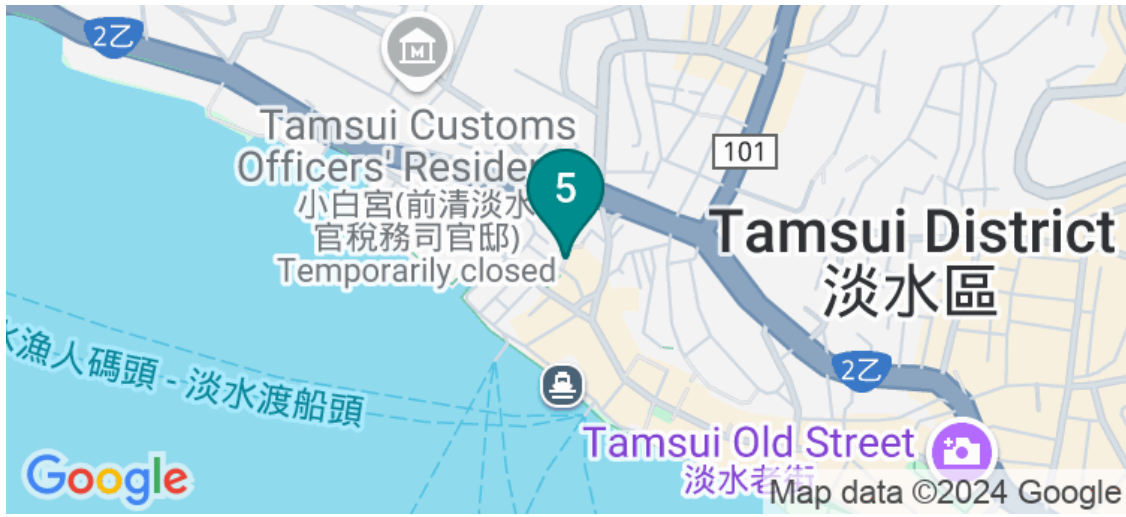 2乙
Tamsui Customs
Officers' Reside
小白宮(前清淡水
官稅務司官邸)
Temporarily closed
5
101
Tamsui District
淡水區
漁人碼頭 - 淡水渡船頭
2乙
Tamsui Old Street
淡水老街
Google
Map data ©2024 Google